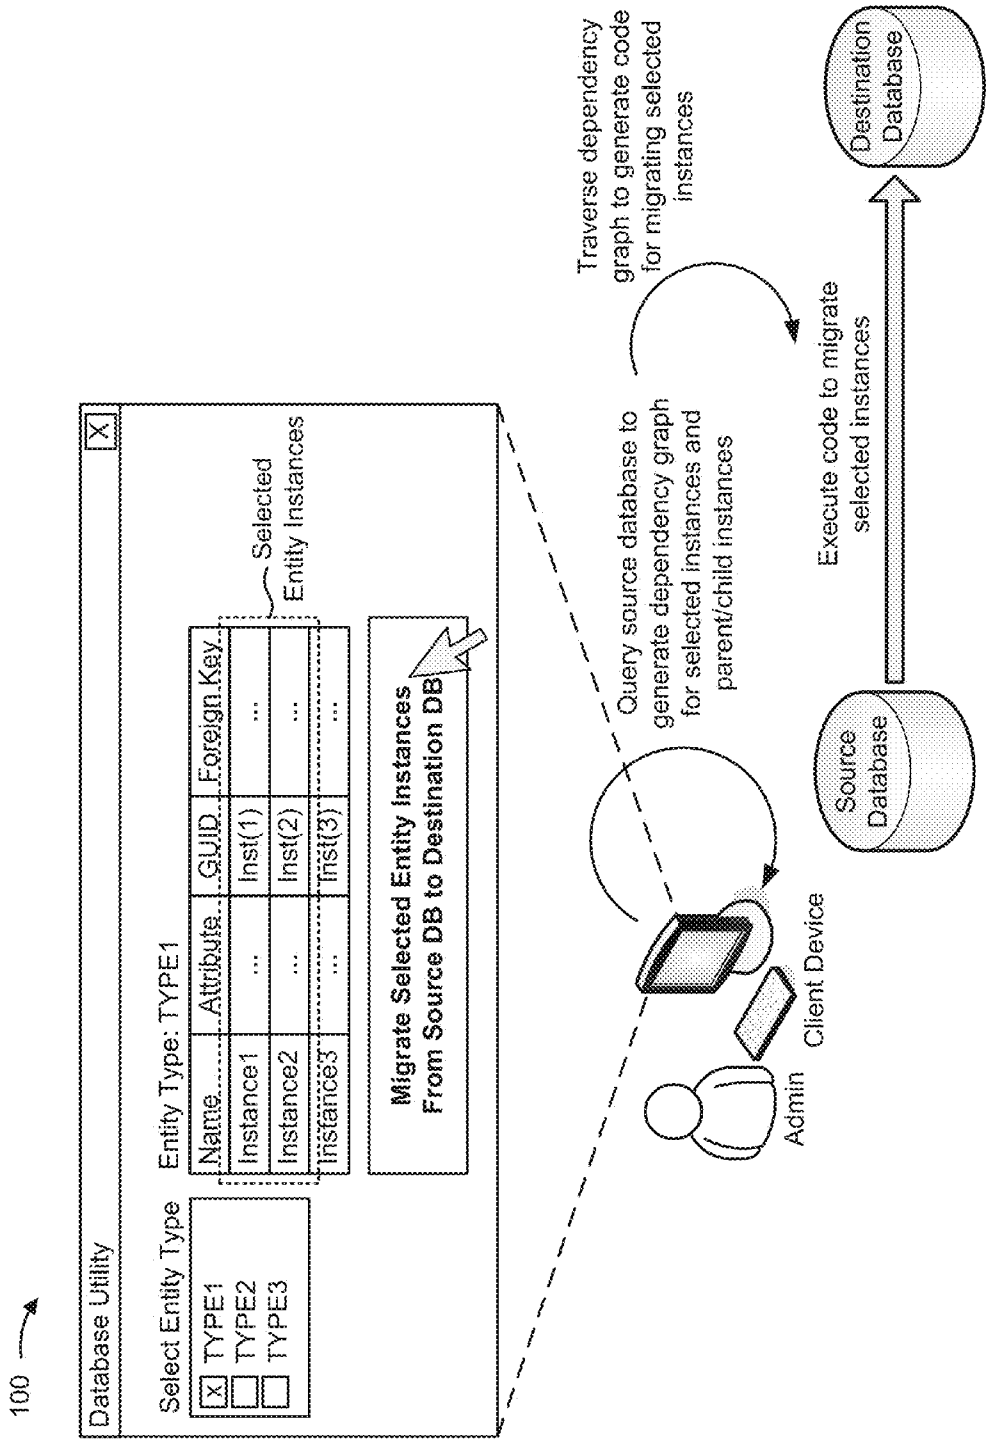 100
Database Utility
X
Select Entity Type
X TYPE1
TYPE2
TYPE3
Entity Type: TYPE1
Name Attribute GUID Foreign Key
Instance1 ... Inst(1) ...
Instance2 ... Inst(2) ...
Instance3 ... Inst(3) ...
Selected
Entity Instances
Migrate Selected Entity Instances
From Source DB to Destination DB
Admin
Client Device
Query source database to
generate dependency graph
for selected instances and
parent/child instances
Traverse dependency
graph to generate code
for migrating selected
instances
Execute code to migrate
selected instances
Source
Database
Destination
Database